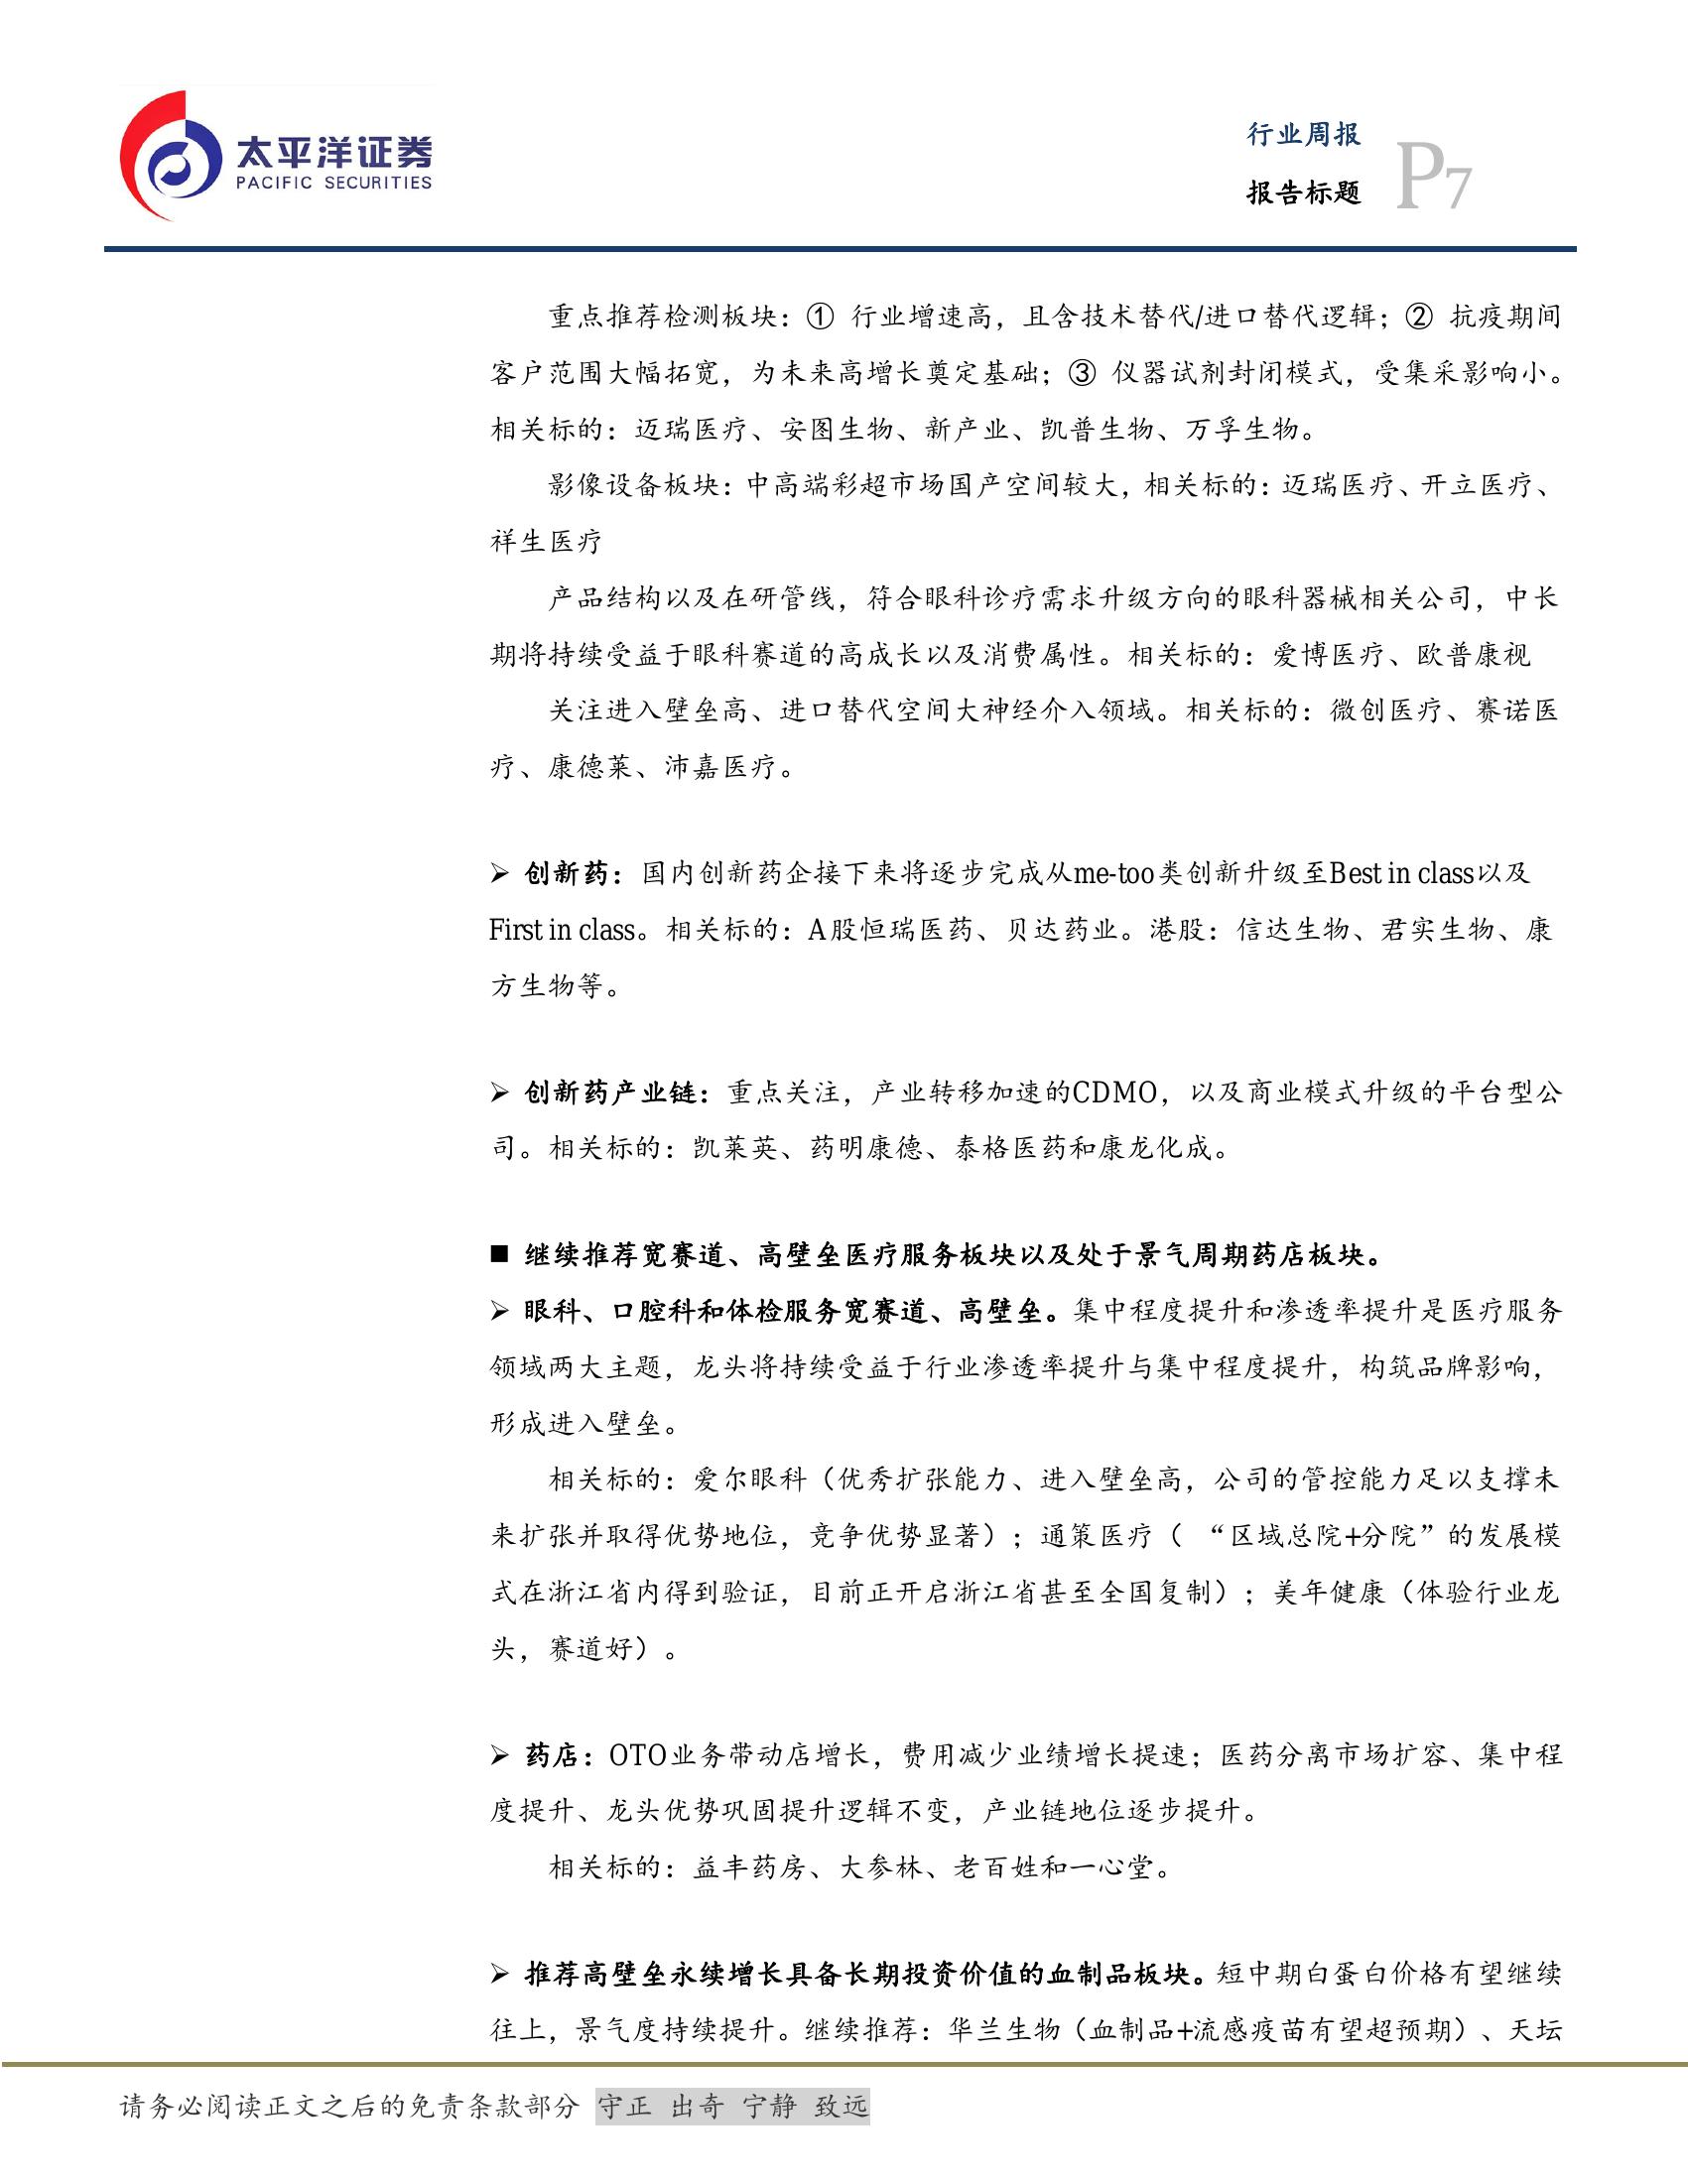 太平洋证券
PACIFIC SECURITIES
行业周报
报告标题
P7
重点推荐检测板块：① 行业增速高，且含技术替代/进口替代逻辑；② 抗疫期间
客户范围大幅拓宽，为未来高增长奠定基础；③ 仪器试剂封闭模式，受集采影响小。
相关标的：迈瑞医疗、安图生物、新产业、凯普生物、万孚生物。
影像设备板块：中高端彩超市场国产空间较大，相关标的：迈瑞医疗、开立医疗、
祥生医疗
产品结构以及在研管线，符合眼科诊疗需求升级方向的眼科器械相关公司，中长
期将持续受益于眼科赛道的高成长以及消费属性。相关标的：爱博医疗、欧普康视
关注进入壁垒高、进口替代空间大神经介入领域。相关标的：微创医疗、赛诺医
疗、康德莱、沛嘉医疗。
➢ 创新药：国内创新药企接下来将逐步完成从me-too类创新升级至Best in class以及
First in class。相关标的：A股恒瑞医药、贝达药业。港股：信达生物、君实生物、康
方生物等。
➢ 创新药产业链：重点关注，产业转移加速的CDMO，以及商业模式升级的平台型公
司。相关标的：凯莱英、药明康德、泰格医药和康龙化成。
■ 继续推荐宽赛道、高壁垒医疗服务板块以及处于景气周期药店板块。
➢ 眼科、口腔科和体检服务宽赛道、高壁垒。集中程度提升和渗透率提升是医疗服务
领域两大主题，龙头将持续受益于行业渗透率提升与集中程度提升，构筑品牌影响，
形成进入壁垒。
相关标的：爱尔眼科（优秀扩张能力、进入壁垒高，公司的管控能力足以支撑未
来扩张并取得优势地位，竞争优势显著）；通策医疗（ “区域总院+分院”的发展模
式在浙江省内得到验证，目前正开启浙江省甚至全国复制）；美年健康（体验行业龙
头，赛道好）。
➢ 药店：OTO业务带动店增长，费用减少业绩增长提速；医药分离市场扩容、集中程
度提升、龙头优势巩固提升逻辑不变，产业链地位逐步提升。
相关标的：益丰药房、大参林、老百姓和一心堂。
➢ 推荐高壁垒永续增长具备长期投资价值的血制品板块。短中期白蛋白价格有望继续
往上，景气度持续提升。继续推荐：华兰生物（血制品+流感疫苗有望超预期）、天坛
请务必阅读正文之后的免责条款部分 守正 出奇 宁静 致远